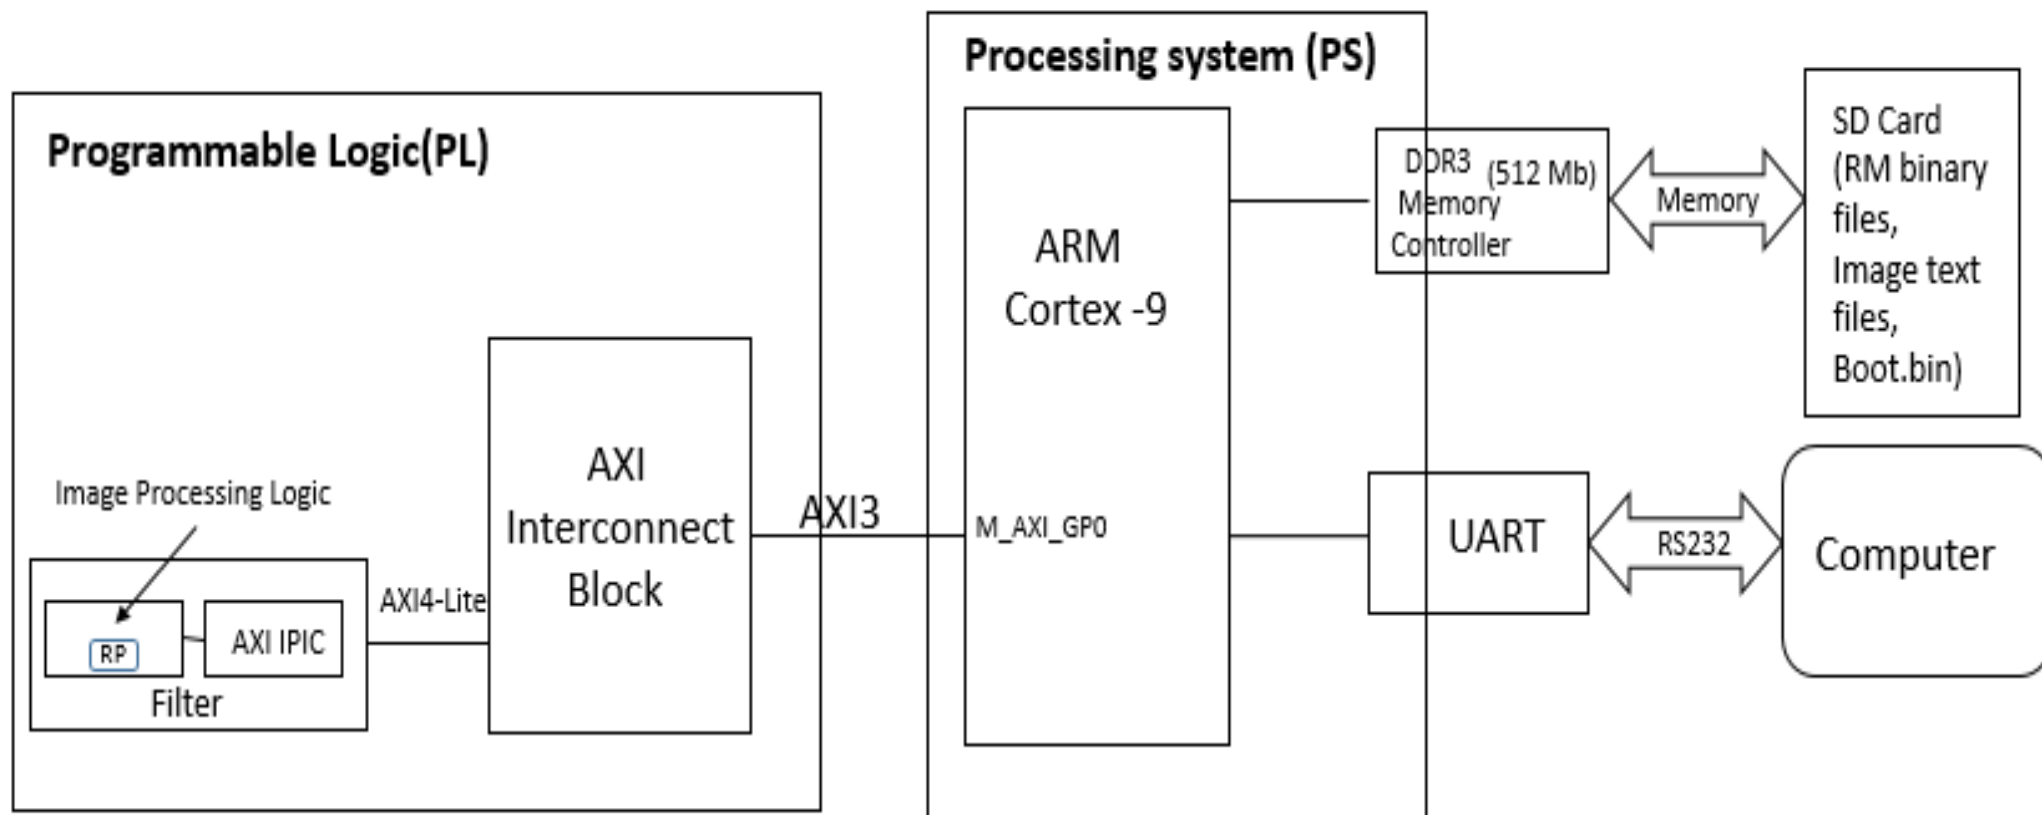 Programmable Logic(PL)
Image Processing Logic
RP
AXI IPIC
Filter
AXI4-Lite
AXI
Interconnect
Block
AXI3
Processing system (PS)
ARM
Cortex -9
M_AXI_GP0
DDR3 (512 Mb)
Memory
Controller
Memory
SD Card
(RM binary
files,
Image text
files,
Boot.bin)
UART
RS232
Computer